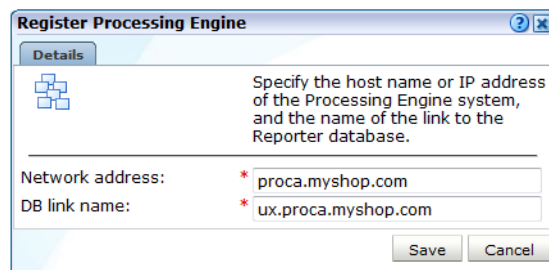 Register Processing Engine
Details
Specify the host name or IP address
of the Processing Engine system,
and the name of the link to the
Reporter database.
Network address: * proca.myshop.com
DB link name: * ux.proca.myshop.com
Save Cancel